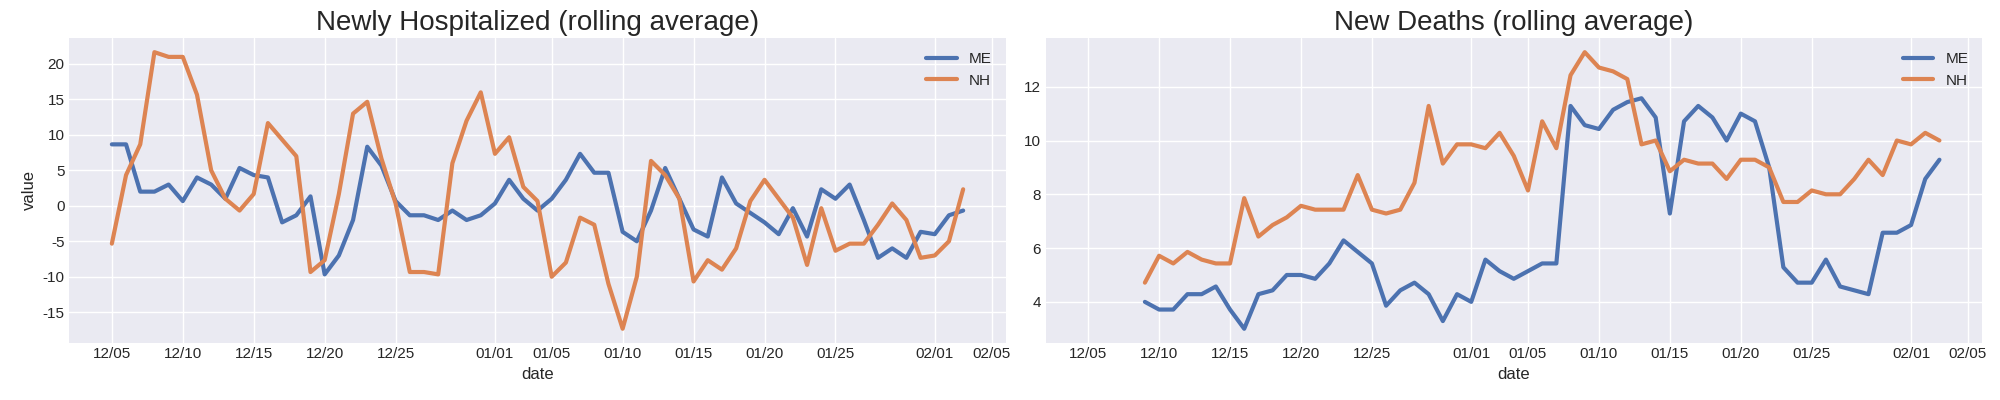 Newly Hospitalized (rolling average)
ME
NH
20
15
10
5
0
-5
-10
-15
value
12/05 12/10 12/15 12/20 12/25 01/01 01/05 01/10 01/15 01/20 01/25 02/01 02/05
date
New Deaths (rolling average)
ME
NH
12
10
8
6
4
12/05 12/10 12/15 12/20 12/25 01/01 01/05 01/10 01/15 01/20 01/25 02/01 02/05
date